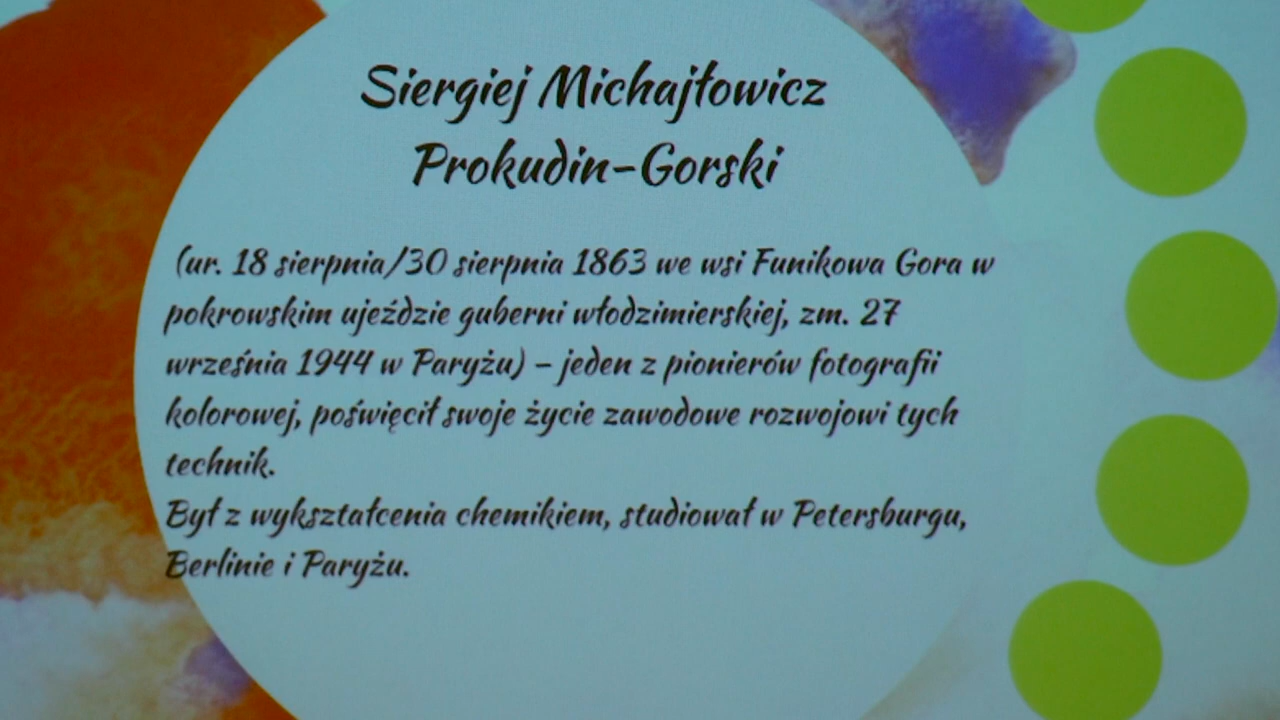 Siergiej Michajłowicz
Prokudin-Gorski
(ur. 18 sierpnia/30 sierpnia 1863 we wsi Funikowa Gora w
pokrowskim ujeździe guberni włodzimierskiej, zm. 27
września 1944 w Paryżu) – jeden z pionierów fotografii
kolorowej, poświęcił swoje życie zawodowe rozwojowi tych
technik.
Był z wykształcenia chemikiem, studiował w Petersburgu,
Berlinie i Paryżu.